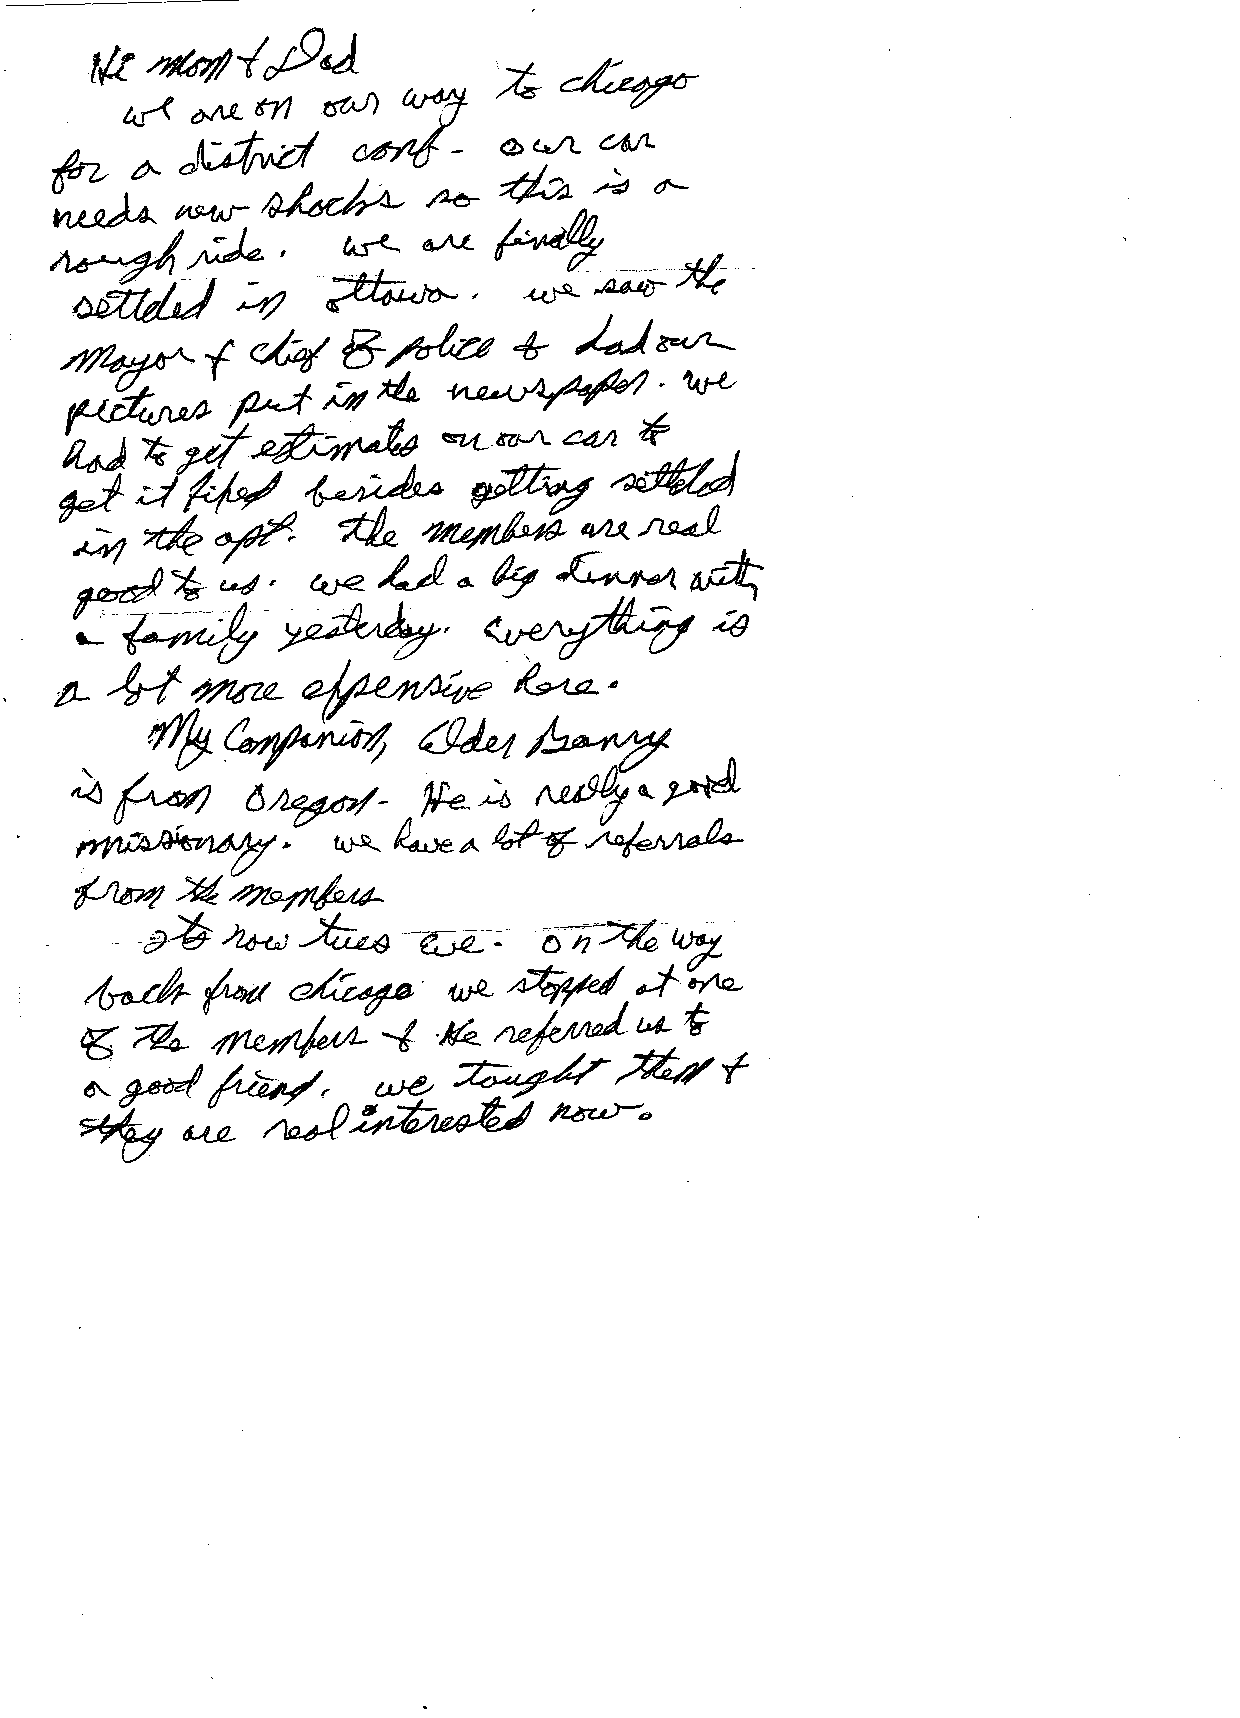 Hi Mom & Dad
we are on our way to chicago
for a district conf- our car
needs new shocks so this is a
rough ride. we are finally
settled in ottawa. we saw the
Mayor & chief of police & had our
pictures put in the newspaper. we
had to get estimates on our car to
get it fixed besides getting settled
in the apt. the members are real
good to us. we had a big dinner with
a family yesterday. everything is
a lot more expensive here.
My Companion, Elder
is from Oregon- He is really a good
missionary. we have a lot of referrals
from the members
Its now tues eve. on the way
back from chicago we stopped at one
of the members & He referred us to
a good friend. we taught them &
they are real interested now.